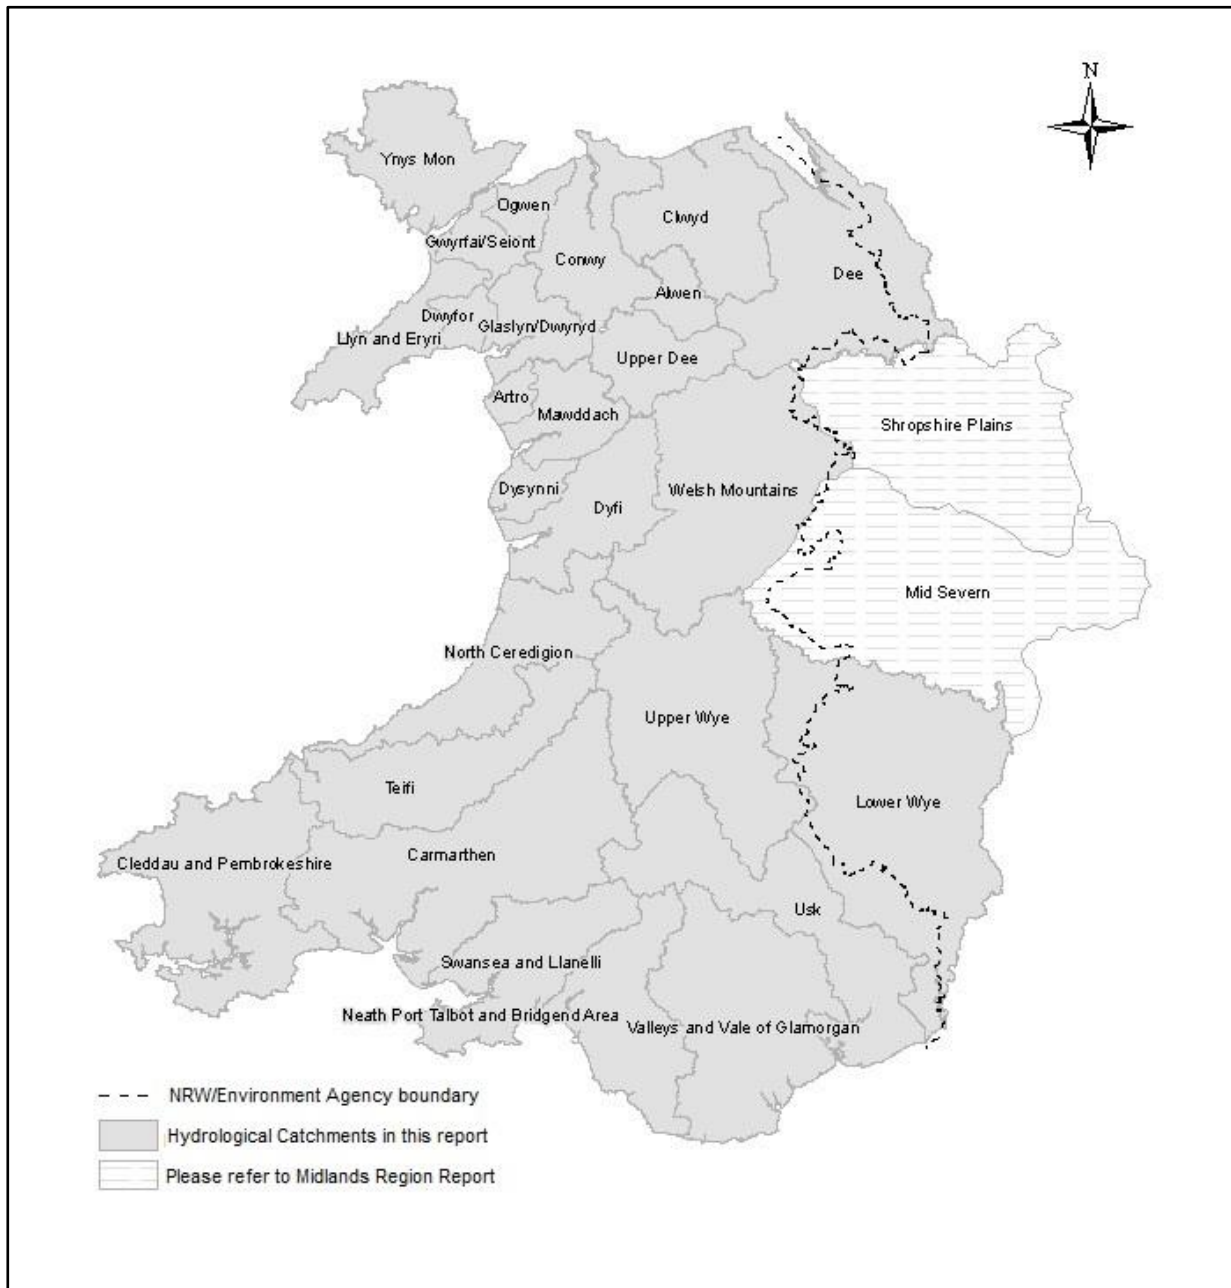 N
Ynys Mon
Ogwen
Clwyd
Gwyrfai/Seiont
Conwy
Dee
Alwen
Dwyfor
Glaslyn/Dwyryd
Llyn and Eryri
Upper Dee
Artro
Mawddach
Shropshire Plains
Dysynni
Welsh Mountains
Dyfi
Mid Severn
North Ceredigion
Upper Wye
Teifi
Lower Wye
Carmarthen
Cleddau and Pembrokeshire
Usk
Swansea and Llanelli
Neath Port Talbot and Bridgend Area
Valleys and Vale of Glamorgan
NRW/Environment Agency boundary
Hydrological Catchments in this report
Please refer to Midlands Region Report